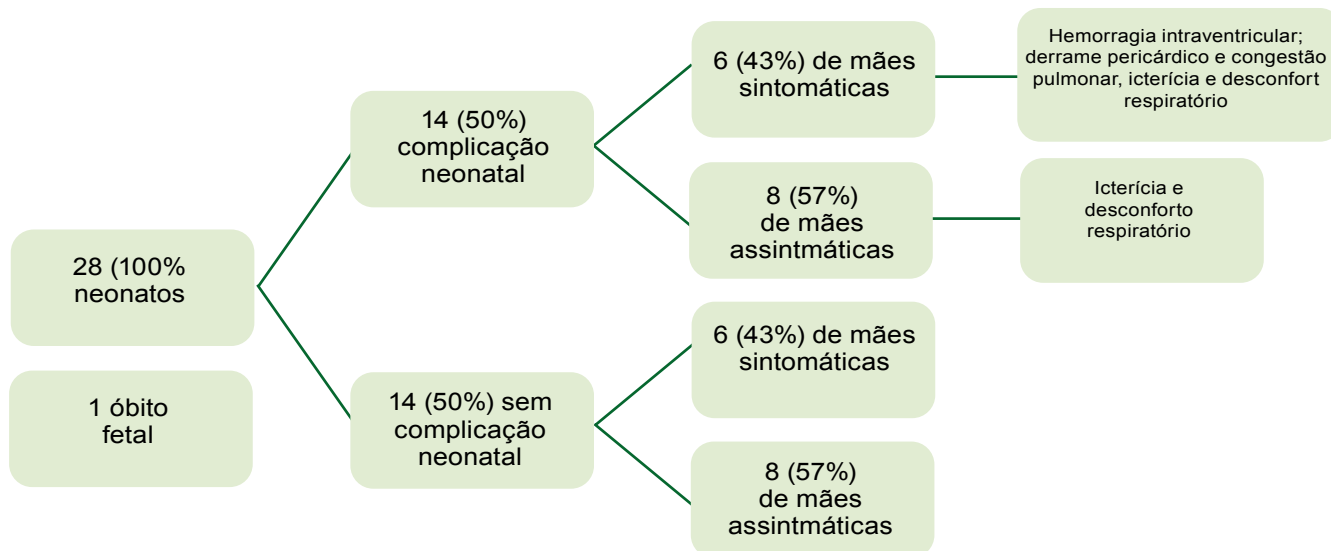 28 (100%
neonatos
1 óbito
fetal
14 (50%)
complicação
neonatal
14 (50%) sem
complicação
neonatal
6 (43%) de mães
sintomáticas
8 (57%)
de mães
assintmáticas
6 (43%) de mães
sintomáticas
8 (57%)
de mães
assintmáticas
Hemorragia intraventricular;
derrame pericárdico e congestão
pulmonar, icterícia e desconfort
respiratório
Icterícia e
desconforto
respiratório